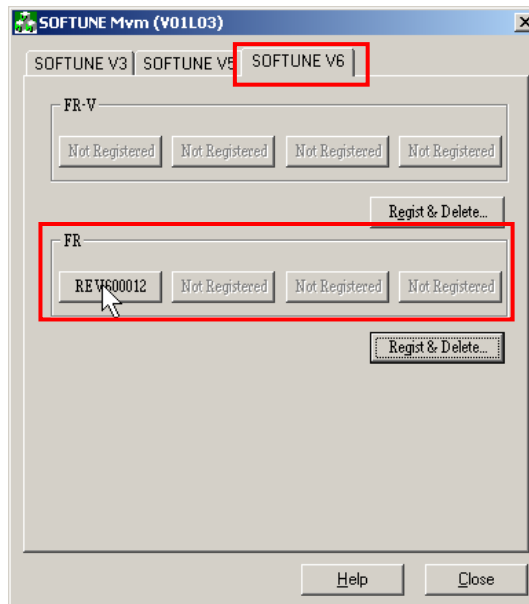 SOFTUNE Mvm (V01L03)
SOFTUNE V3 SOFTUNE V5 SOFTUNE V6
FR-V
Not Registered Not Registered Not Registered Not Registered
Regist & Delete...
FR
REV600012 Not Registered Not Registered Not Registered
Regist & Delete...
Help Close